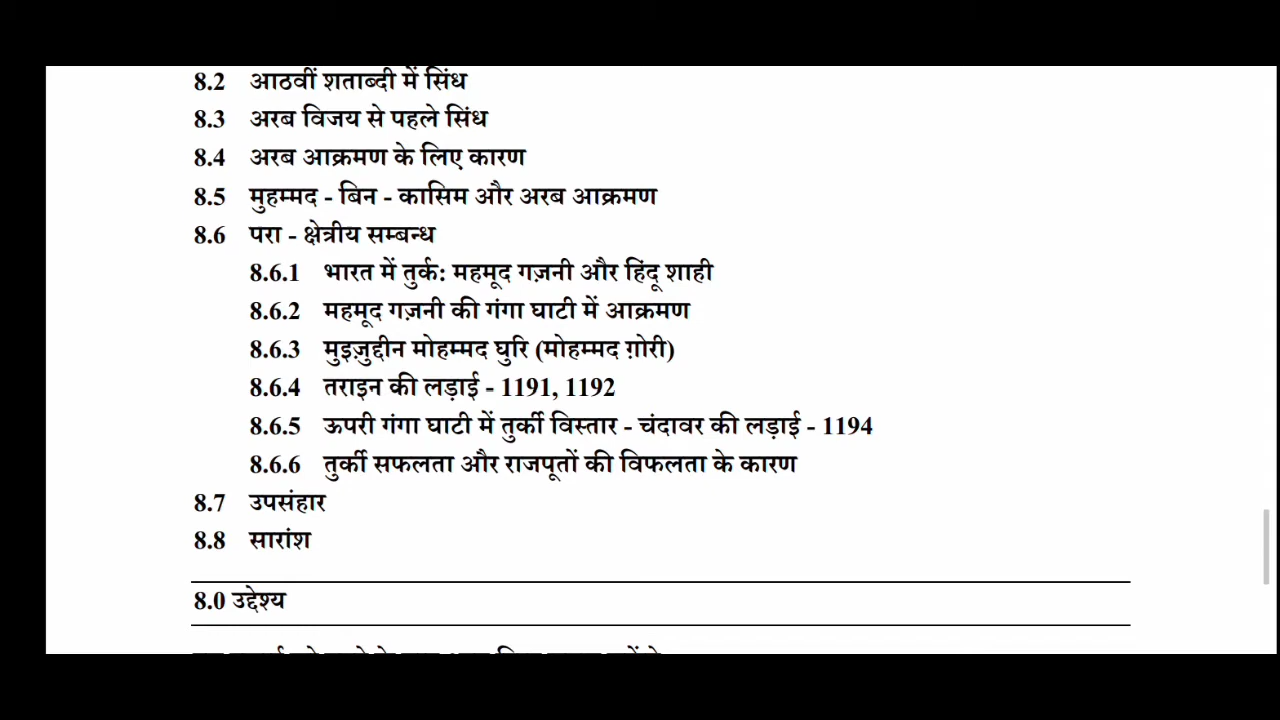 8.2 आठवीं शताब्दी में सिंध
8.3 अरब विजय से पहले सिंध
8.4 अरब आक्रमण के लिए कारण
8.5 मुहम्मद - बिन - कासिम और अरब आक्रमण
8.6 परा - क्षेत्रीय सम्बन्ध
8.6.1 भारत में तुर्क: महमूद गज़नी और हिंदू शाही
8.6.2 महमूद गज़नी की गंगा घाटी में आक्रमण
8.6.3 मुइज़ुद्दीन मोहम्मद घुरि (मोहम्मद ग़ोरी)
8.6.4 तराइन की लड़ाई - 1191, 1192
8.6.5 ऊपरी गंगा घाटी में तुर्की विस्तार - चंदावर की लड़ाई - 1194
8.6.6 तुर्की सफलता और राजपूतों की विफलता के कारण
8.7 उपसंहार
8.8 सारांश
8.0 उद्देश्य